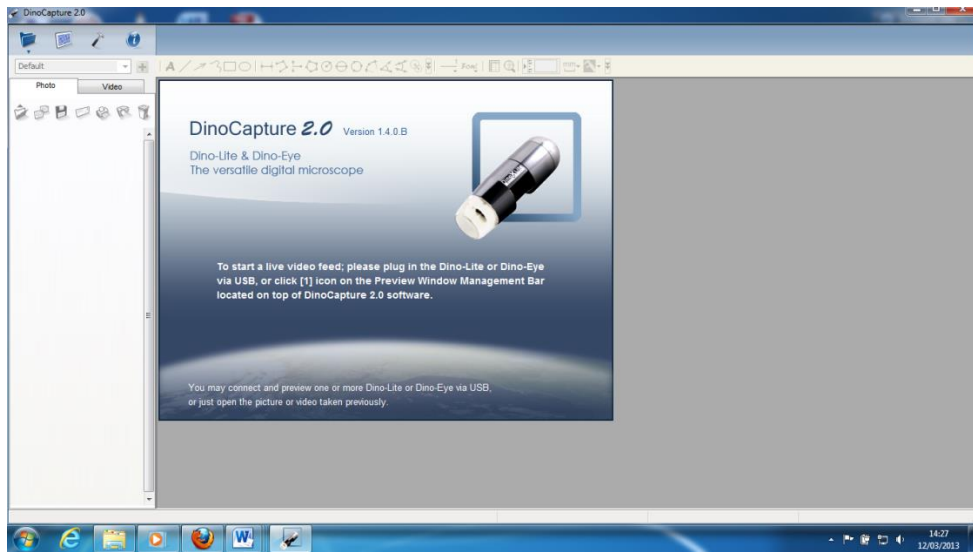 DinoCapture 2.0
Default
Photo
Video
DinoCapture 2.0 Version 1.4.0.B
Dino-Lite & Dino-Eye
The versatile digital microscope
To start a live video feed; please plug in the Dino-Lite or Dino-Eye
via USB, or click [1] icon on the Preview Window Management Bar
located on top of DinoCapture 2.0 software.
You may connect and preview one or more Dino-Lite or Dino-Eye via USB,
or just open the picture or video taken previously.
14:27
12/03/2013